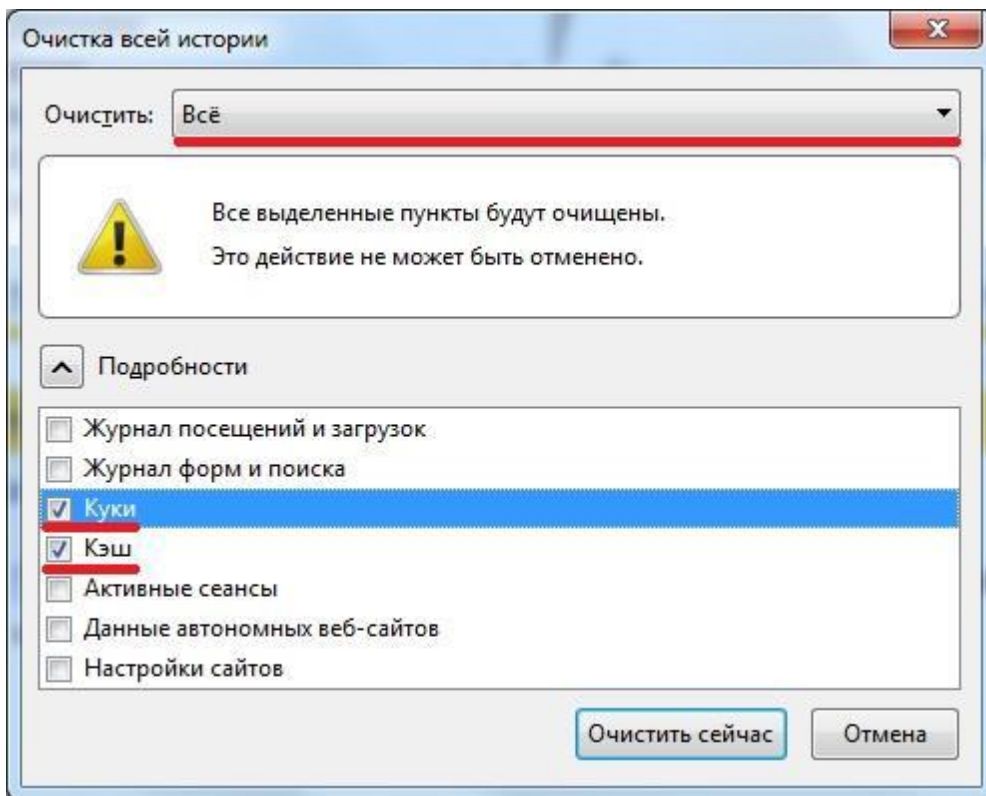 Очистка всей истории
Очистить: Всё
Все выделенные пункты будут очищены.
Это действие не может быть отменено.
Подробности
Журнал посещений и загрузок
Журнал форм и поиска
Куки
Кэш
Активные сеансы
Данные автономных веб-сайтов
Настройки сайтов
Очистить сейчас Отмена